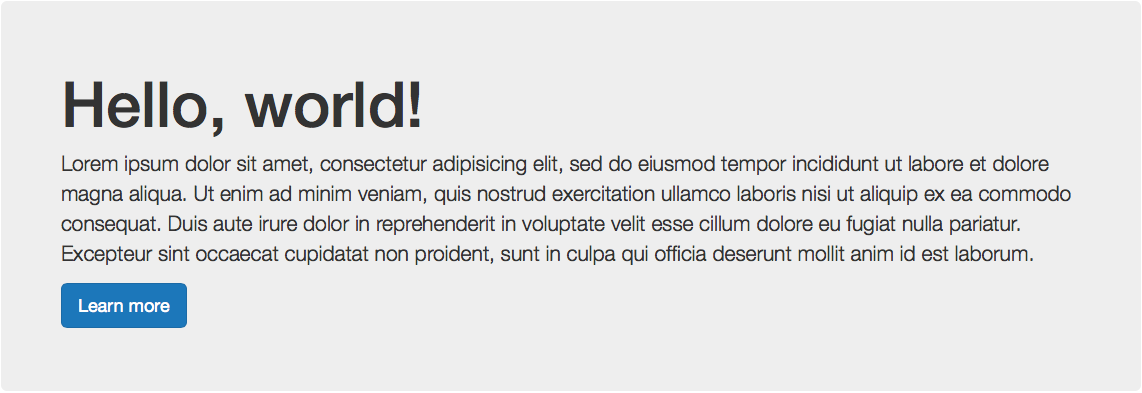 Hello, world!
Lorem ipsum dolor sit amet, consectetur adipisicing elit, sed do eiusmod tempor incididunt ut labore et dolore
magna aliqua. Ut enim ad minim veniam, quis nostrud exercitation ullamco laboris nisi ut aliquip ex ea commodo
consequat. Duis aute irure dolor in reprehenderit in voluptate velit esse cillum dolore eu fugiat nulla pariatur.
Excepteur sint occaecat cupidatat non proident, sunt in culpa qui officia deserunt mollit anim id est laborum.
Learn more